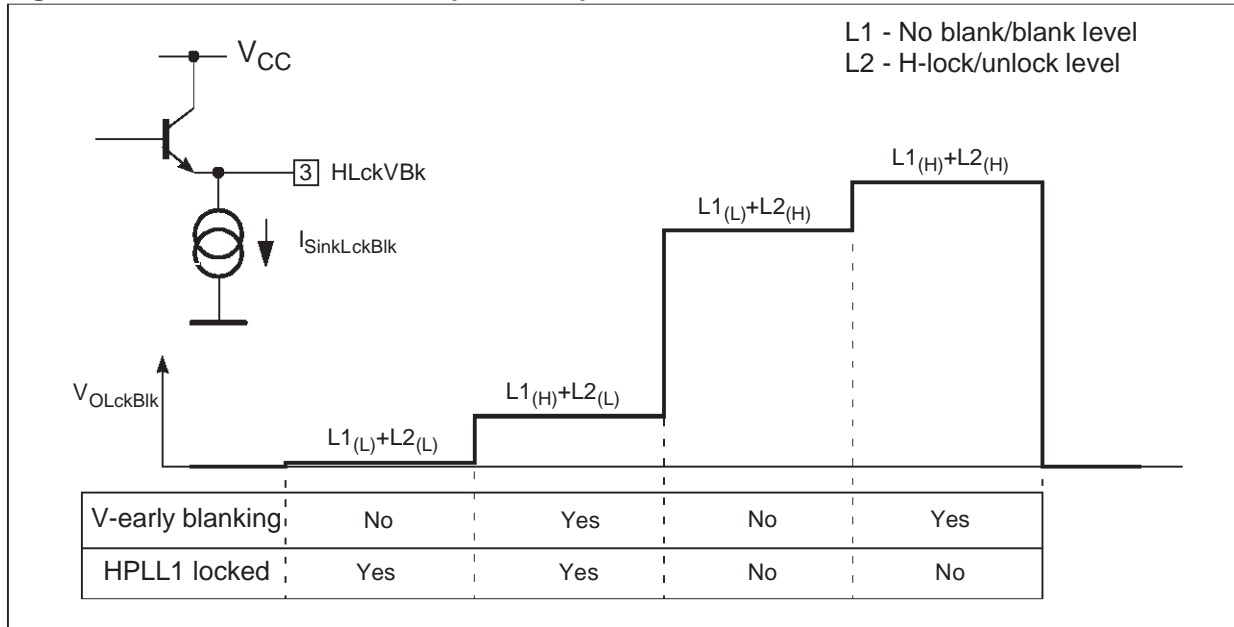 L1 - No blank/blank level
L2 - H-lock/unlock level
VCC
3 HLckVBk
ISinkLckBlk
L1(H)+L2(H)
L1(L)+L2(H)
VOLckBlk
L1(H)+L2(L)
L1(L)+L2(L)
V-early blanking No Yes No Yes
HPLL1 locked Yes Yes No No